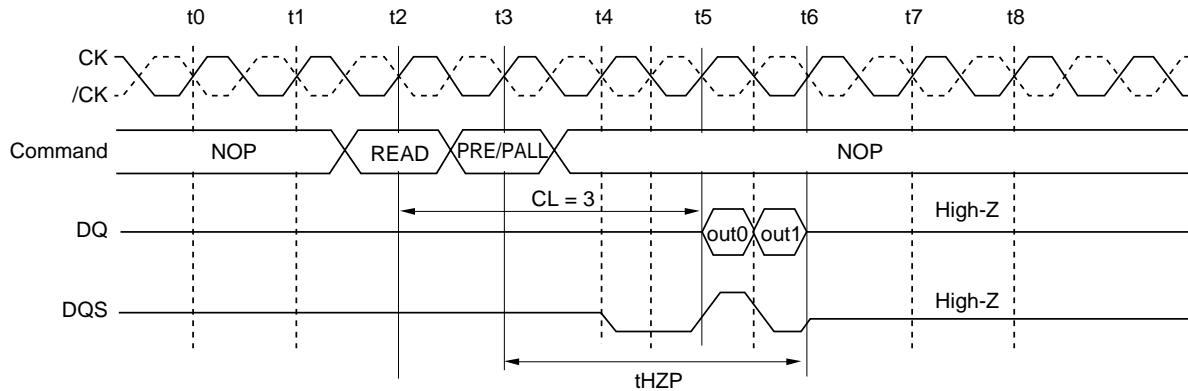 t0 t1 t2 t3 t4 t5 t6 t7 t8
CK
/CK
Command NOP READ PRE/PALL NOP
CL = 3
High-Z
DQ out0 out1
High-Z
DQS
tHZP